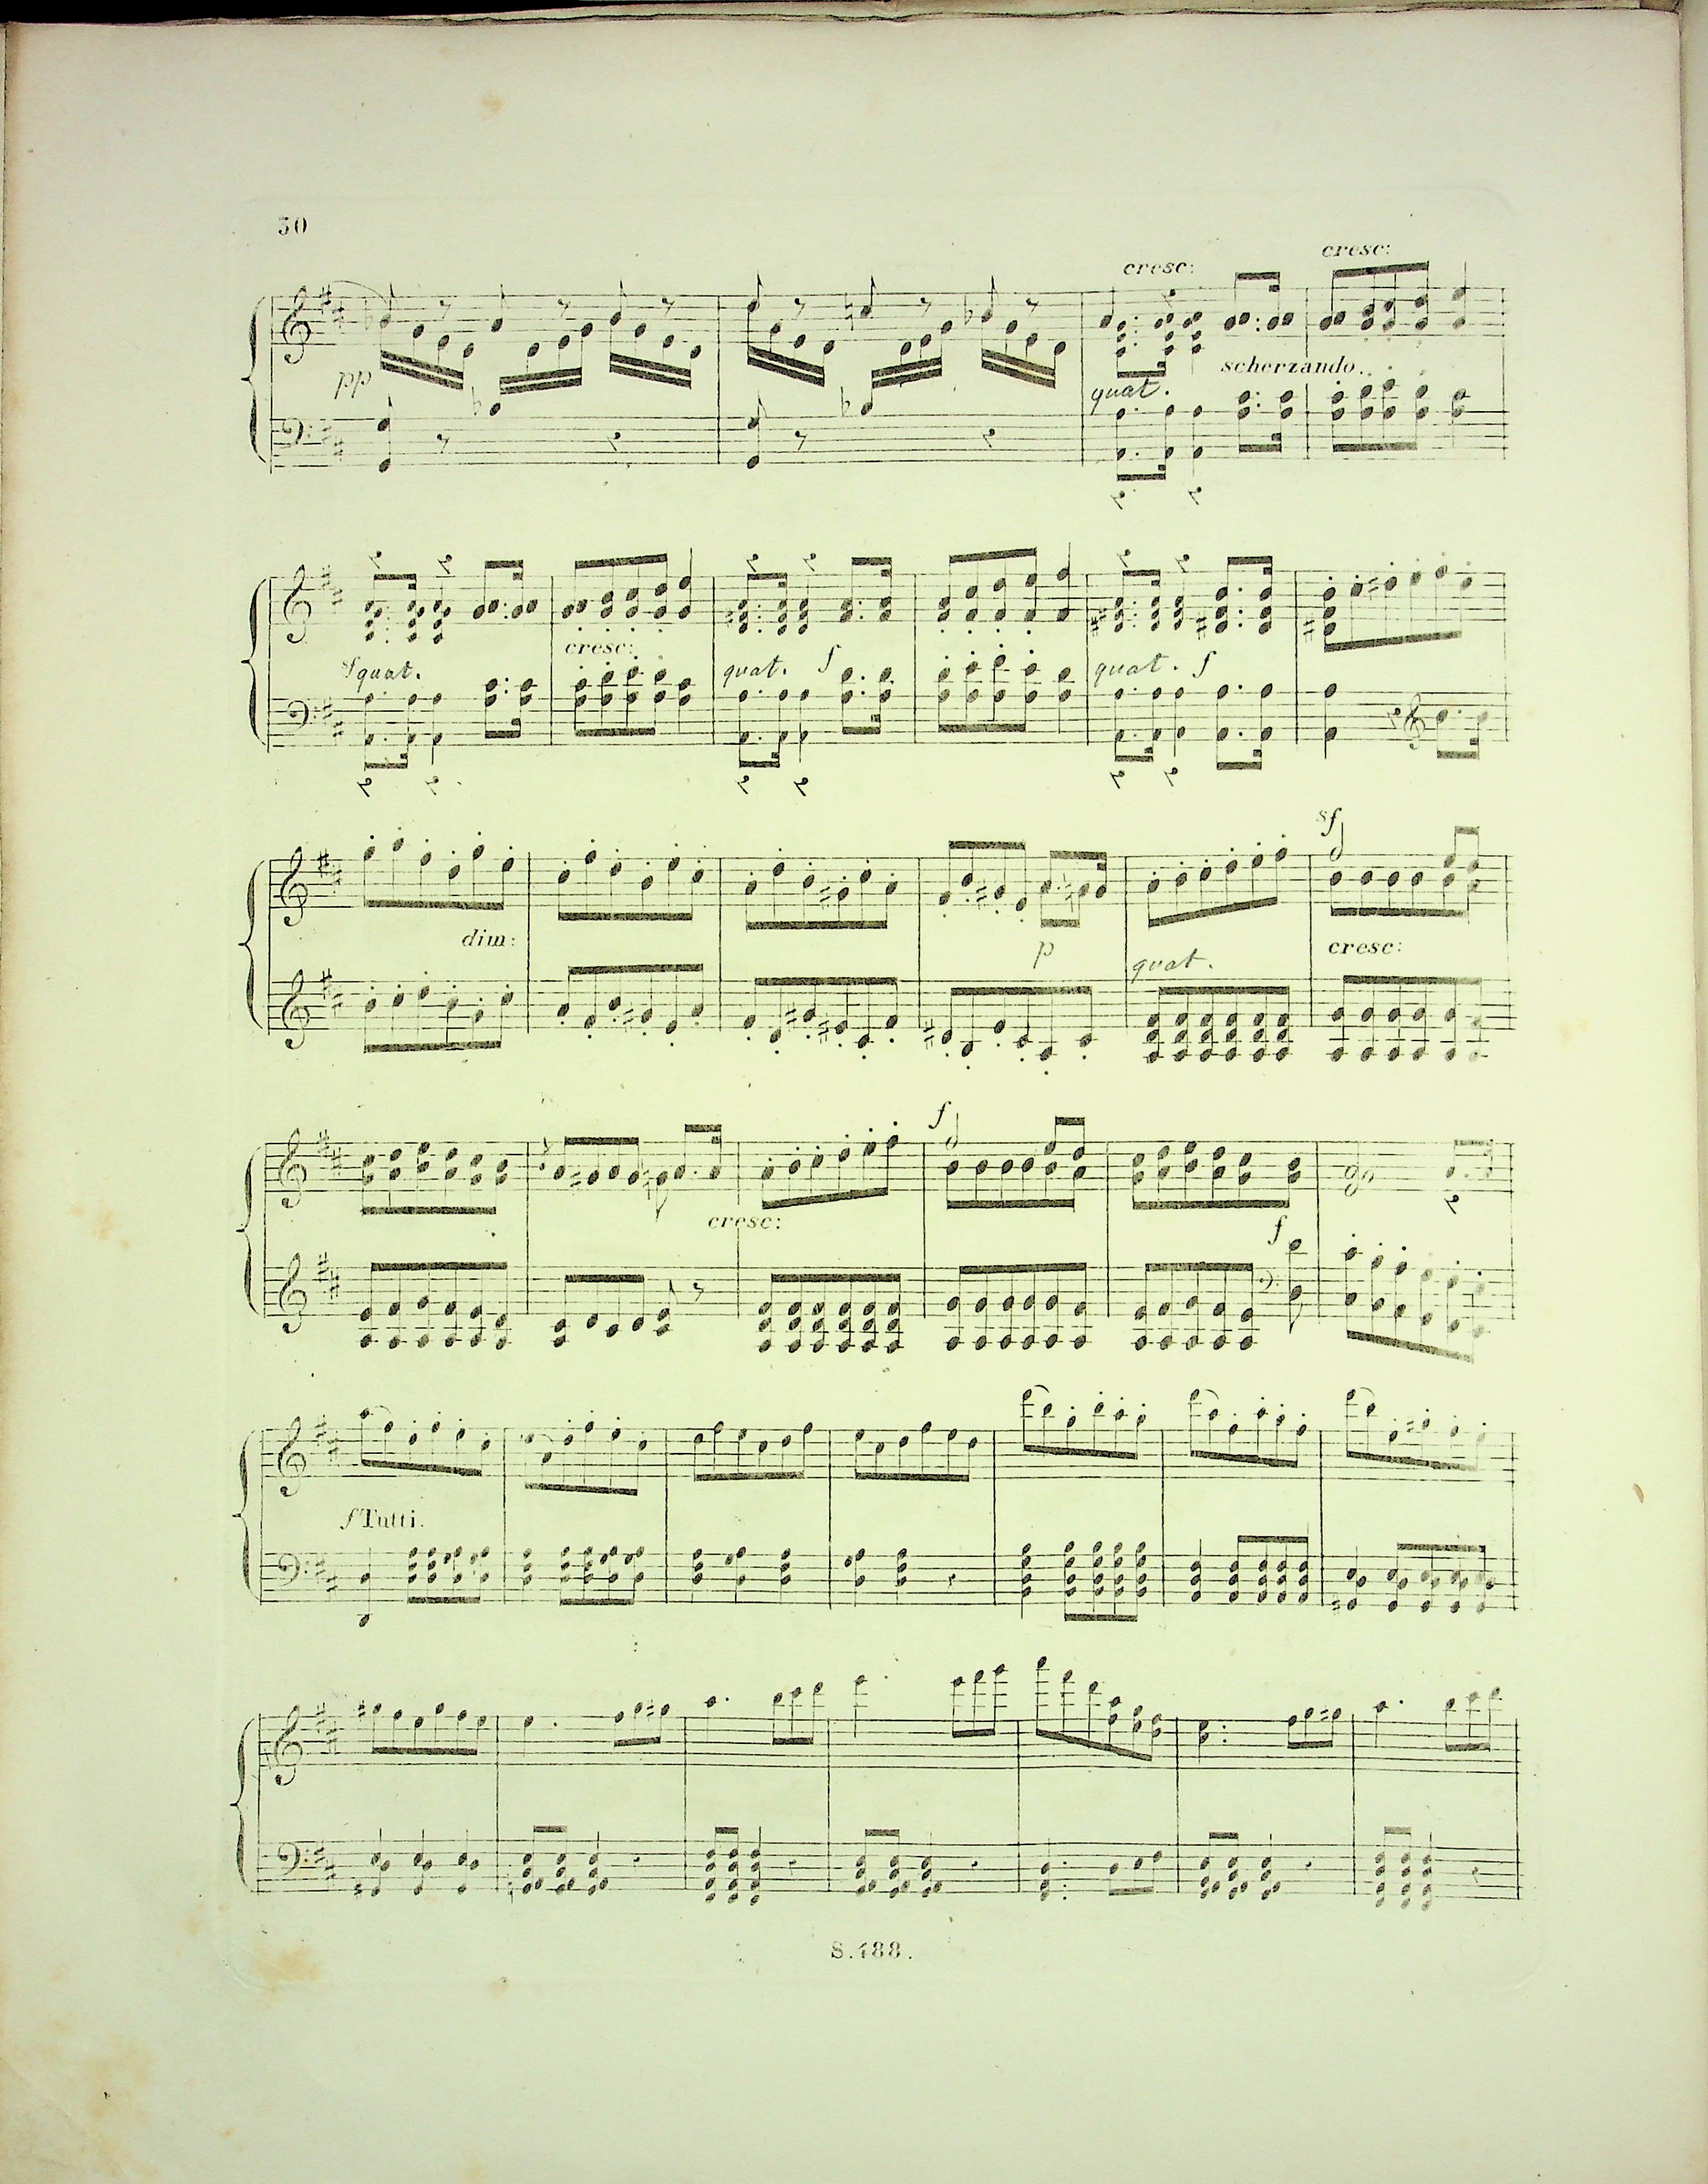 30
cresc:
cresc:
pp
scherzando.
quat.
cresc:
f quat.
quat. f
quat. f
sf
dim:
p
cresc:
quat.
f
cresc:
f
f Tutti.
S.488.